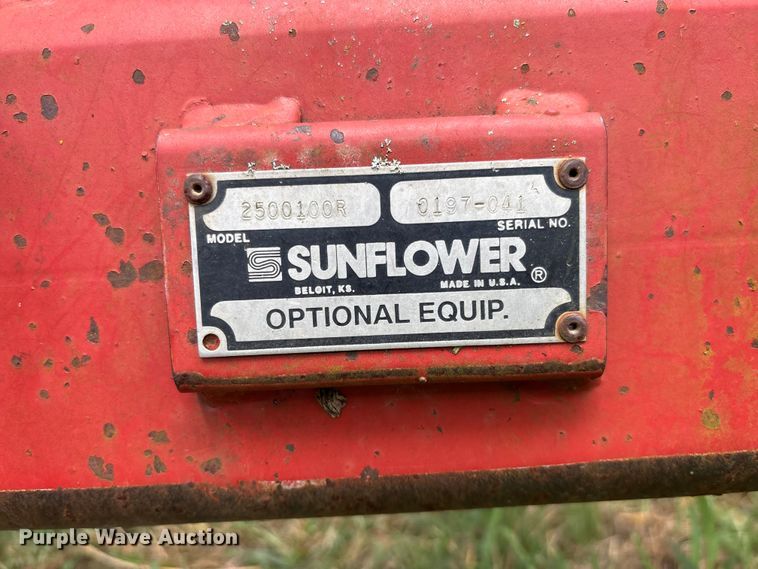 2500100R 0197-041
MODEL SERIAL NO.
SUNFLOWER ®
BELOIT, KS. MADE IN U.S.A.
OPTIONAL EQUIP.
Purple Wave Auction